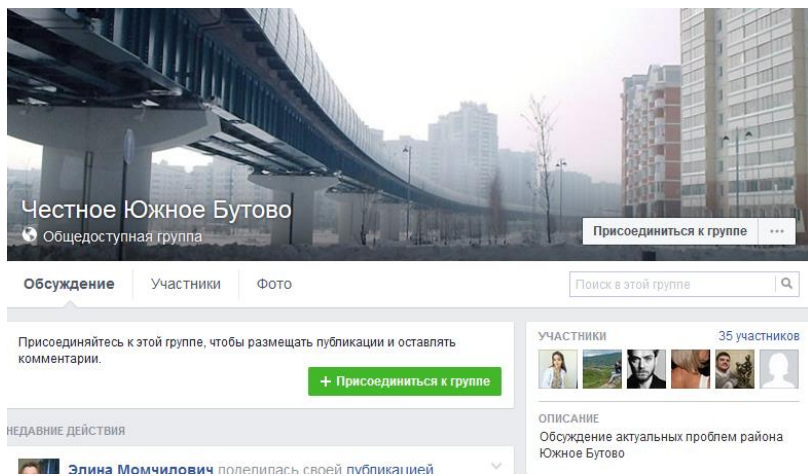 Честное Южное Бутово
Общедоступная группа
Присоединиться к группе
Обсуждение Участники Фото
Поиск в этой группе
Присоединяйтесь к этой группе, чтобы размещать публикации и оставлять
комментарии.
+ Присоединиться к группе
НЕДАВНИЕ ДЕЙСТВИЯ
Элина Момчилович поделилась своей публикацией
УЧАСТНИКИ 35 участников
ОПИСАНИЕ
Обсуждение актуальных проблем района
Южное Бутово